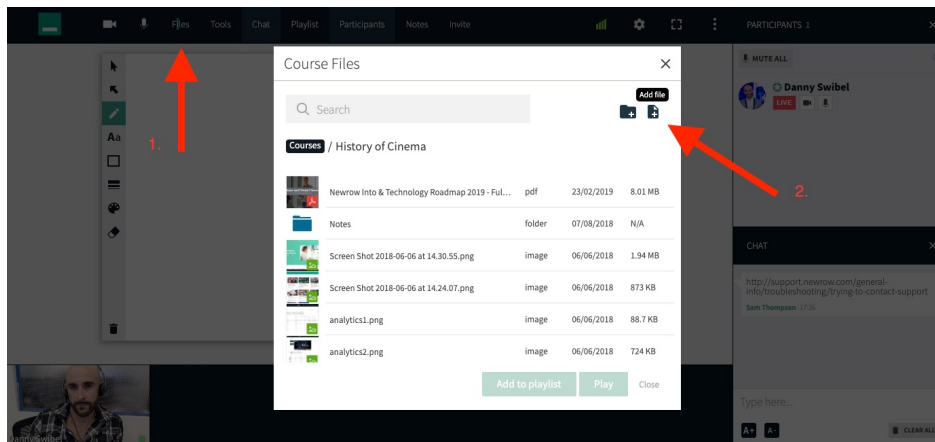 Files Tools Chat Playlist Participants Notes Invite
PARTICIPANTS 1
MUTE ALL
Danny Swibel
LIVE
Course Files
Add file
Search
Courses / History of Cinema
Newrow Into & Technology Roadmap 2019 - Ful... pdf 23/02/2019 8.01 MB
Notes folder 07/08/2018 N/A
Screen Shot 2018-06-06 at 14.30.55.png image 06/06/2018 1.94 MB
Screen Shot 2018-06-06 at 14.24.07.png image 06/06/2018 873 KB
analytics1.png image 06/06/2018 88.7 KB
analytics2.png image 06/06/2018 724 KB
Add to playlist Play Close
Aa
1.
2.
CHAT
http://support.newrow.com/general-
info/troubleshooting/trying-to-contact-support
Sam Thompson 17:26
Type here...
A+ A- CLEAR ALL
Danny Swibel